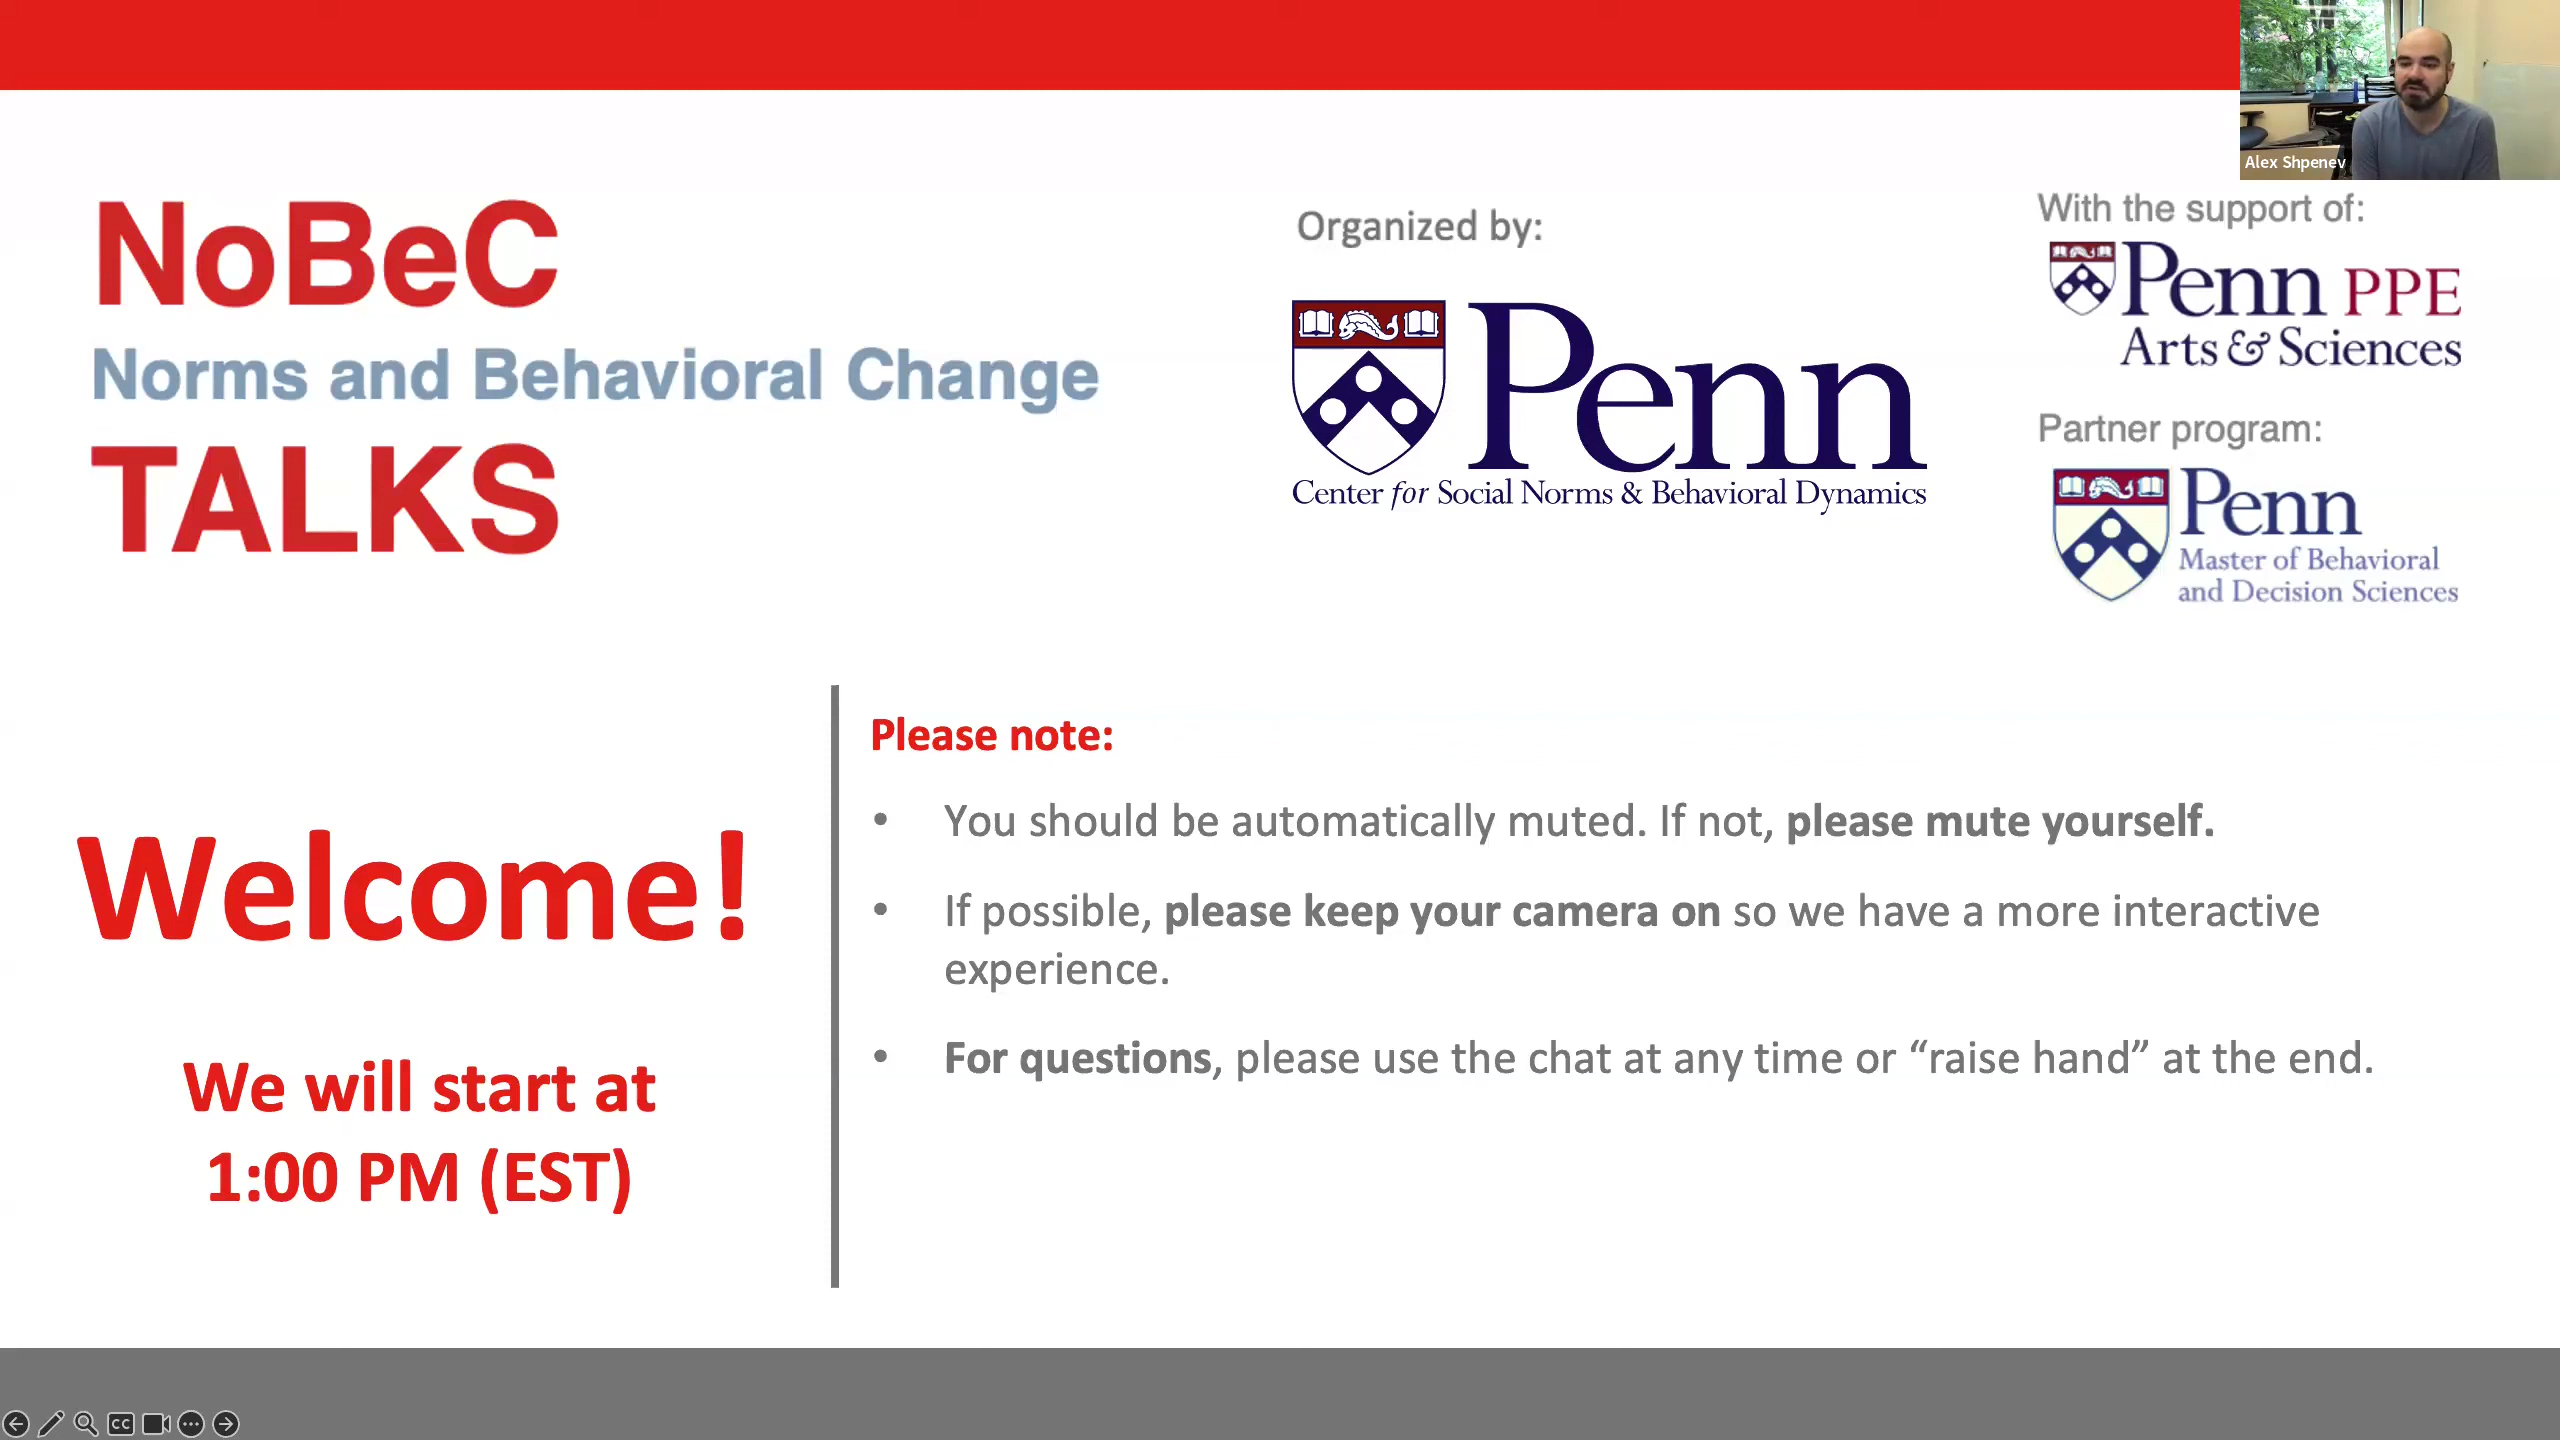 Alex Shpenev
NoBeC
Norms and Behavioral Change
TALKS
Organized by:
Penn
Center for Social Norms & Behavioral Dynamics
With the support of:
Penn PPE
Arts & Sciences
Partner program:
Penn
Master of Behavioral
and Decision Sciences
Welcome!
We will start at
1:00 PM (EST)
Please note:
• You should be automatically muted. If not, please mute yourself.
• If possible, please keep your camera on so we have a more interactive
experience.
• For questions, please use the chat at any time or “raise hand” at the end.
CC